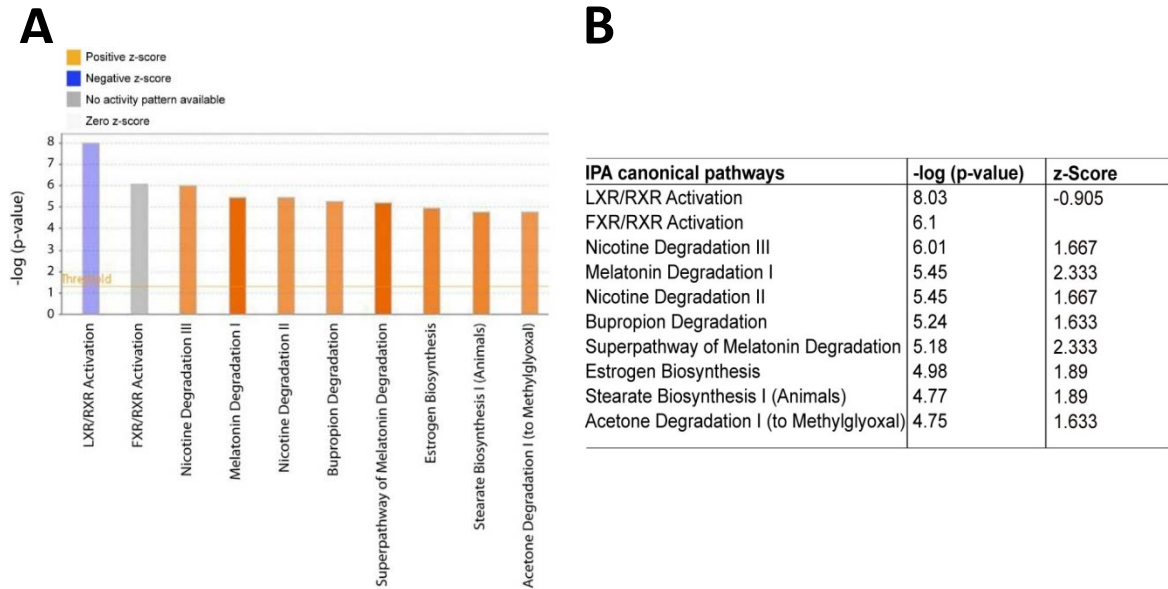 A
Positive z-score
Negative z-score
No activity pattern available
Zero z-score
-log (p-value)
8
7
6
5
4
3
2
1
0
Threshold
LXR/RXR Activation
FXR/RXR Activation
Nicotine Degradation III
Melatonin Degradation I
Nicotine Degradation II
Bupropion Degradation
Superpathway of Melatonin Degradation
Estrogen Biosynthesis
Stearate Biosynthesis I (Animals)
Acetone Degradation I (to Methylglyoxal)
B
IPA canonical pathways -log (p-value) z-Score
LXR/RXR Activation 8.03 -0.905
FXR/RXR Activation 6.1
Nicotine Degradation III 6.01 1.667
Melatonin Degradation I 5.45 2.333
Nicotine Degradation II 5.45 1.667
Bupropion Degradation 5.24 1.633
Superpathway of Melatonin Degradation 5.18 2.333
Estrogen Biosynthesis 4.98 1.89
Stearate Biosynthesis I (Animals) 4.77 1.89
Acetone Degradation I (to Methylglyoxal) 4.75 1.633